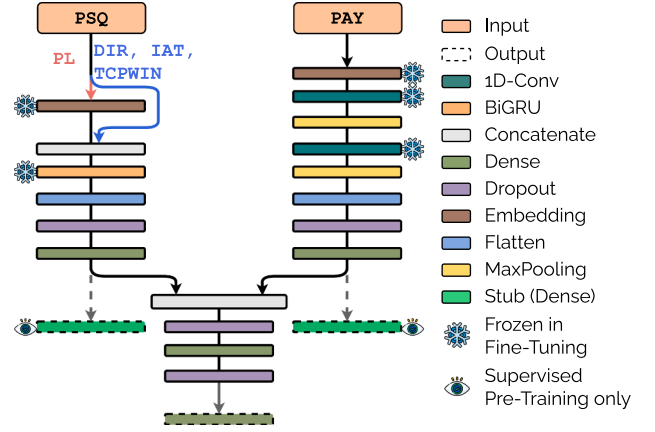 PSQ
PAY
PL
DIR, IAT,
TCPWIN
Input
Output
1D-Conv
BiGRU
Concatenate
Dense
Dropout
Embedding
Flatten
MaxPooling
Stub (Dense)
Frozen in
Fine-Tuning
Supervised
Pre-Training only